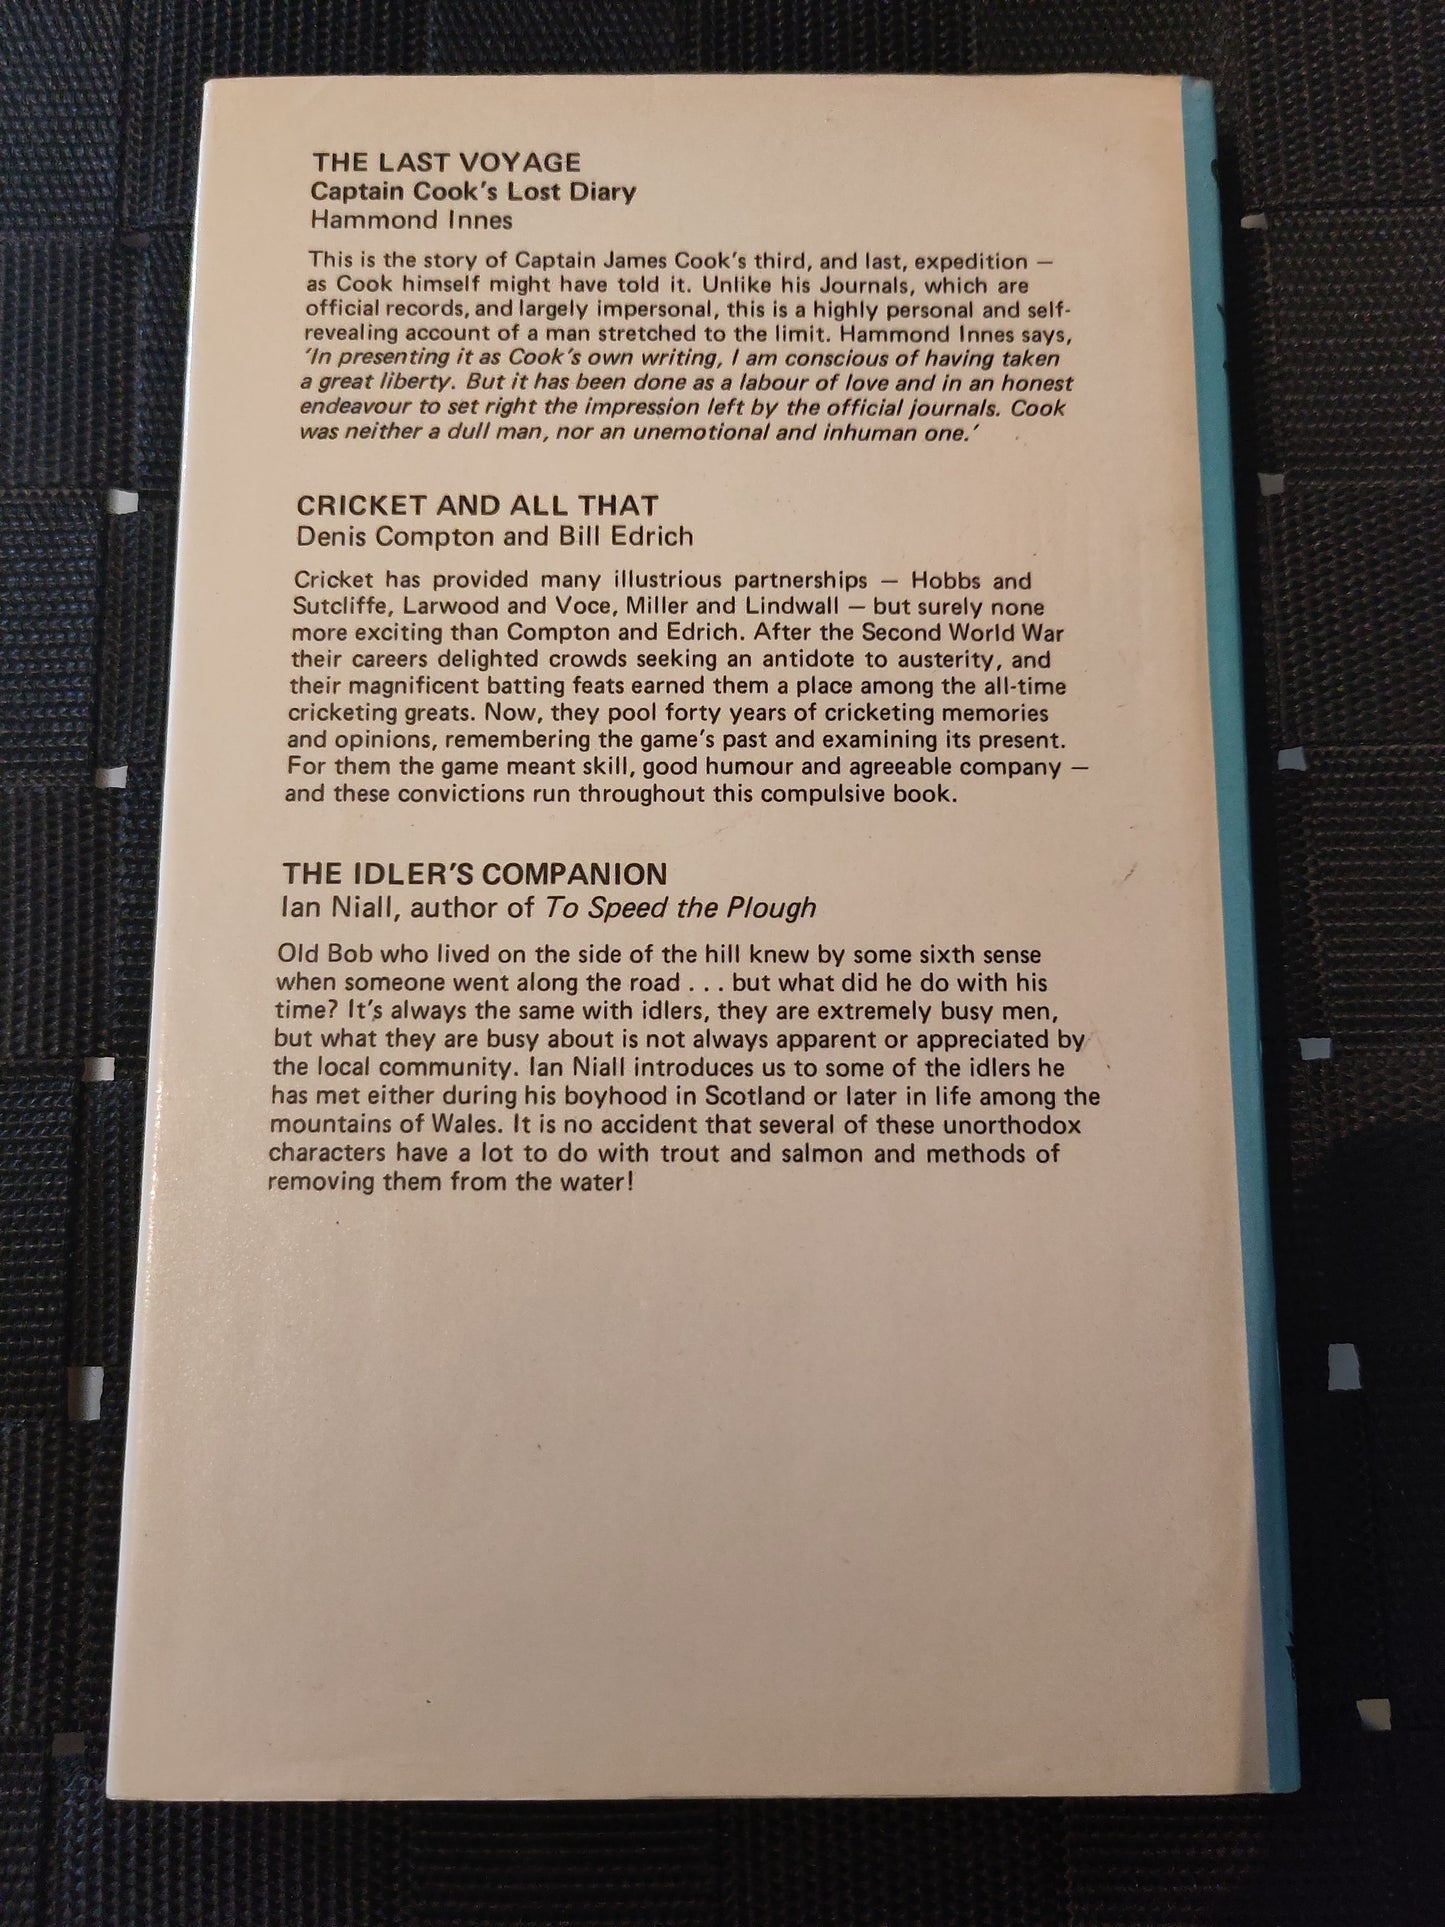 THE LAST VOYAGE
Captain Cook's Lost Diary
Hammond Innes
This is the story of Captain James Cook's third, and last, expedition —
as Cook himself might have told it. Unlike his Journals, which are
official records, and largely impersonal, this is a highly personal and self-
revealing account of a man stretched to the limit. Hammond Innes says,
'In presenting it as Cook's own writing, I am conscious of having taken
a great liberty. But it has been done as a labour of love and in an honest
endeavour to set right the impression left by the official journals. Cook
was neither a dull man, nor an unemotional and inhuman one.'
CRICKET AND ALL THAT
Denis Compton and Bill Edrich
Cricket has provided many illustrious partnerships — Hobbs and
Sutcliffe, Larwood and Voce, Miller and Lindwall — but surely none
more exciting than Compton and Edrich. After the Second World War
their careers delighted crowds seeking an antidote to austerity, and
their magnificent batting feats earned them a place among the all-time
cricketing greats. Now, they pool forty years of cricketing memories
and opinions, remembering the game's past and examining its present.
For them the game meant skill, good humour and agreeable company —
and these convictions run throughout this compulsive book.
THE IDLER'S COMPANION
Ian Niall, author of To Speed the Plough
Old Bob who lived on the side of the hill knew by some sixth sense
when someone went along the road . . . but what did he do with his
time? It's always the same with idlers, they are extremely busy men,
but what they are busy about is not always apparent or appreciated by
the local community. Ian Niall introduces us to some of the idlers he
has met either during his boyhood in Scotland or later in life among the
mountains of Wales. It is no accident that several of these unorthodox
characters have a lot to do with trout and salmon and methods of
removing them from the water!